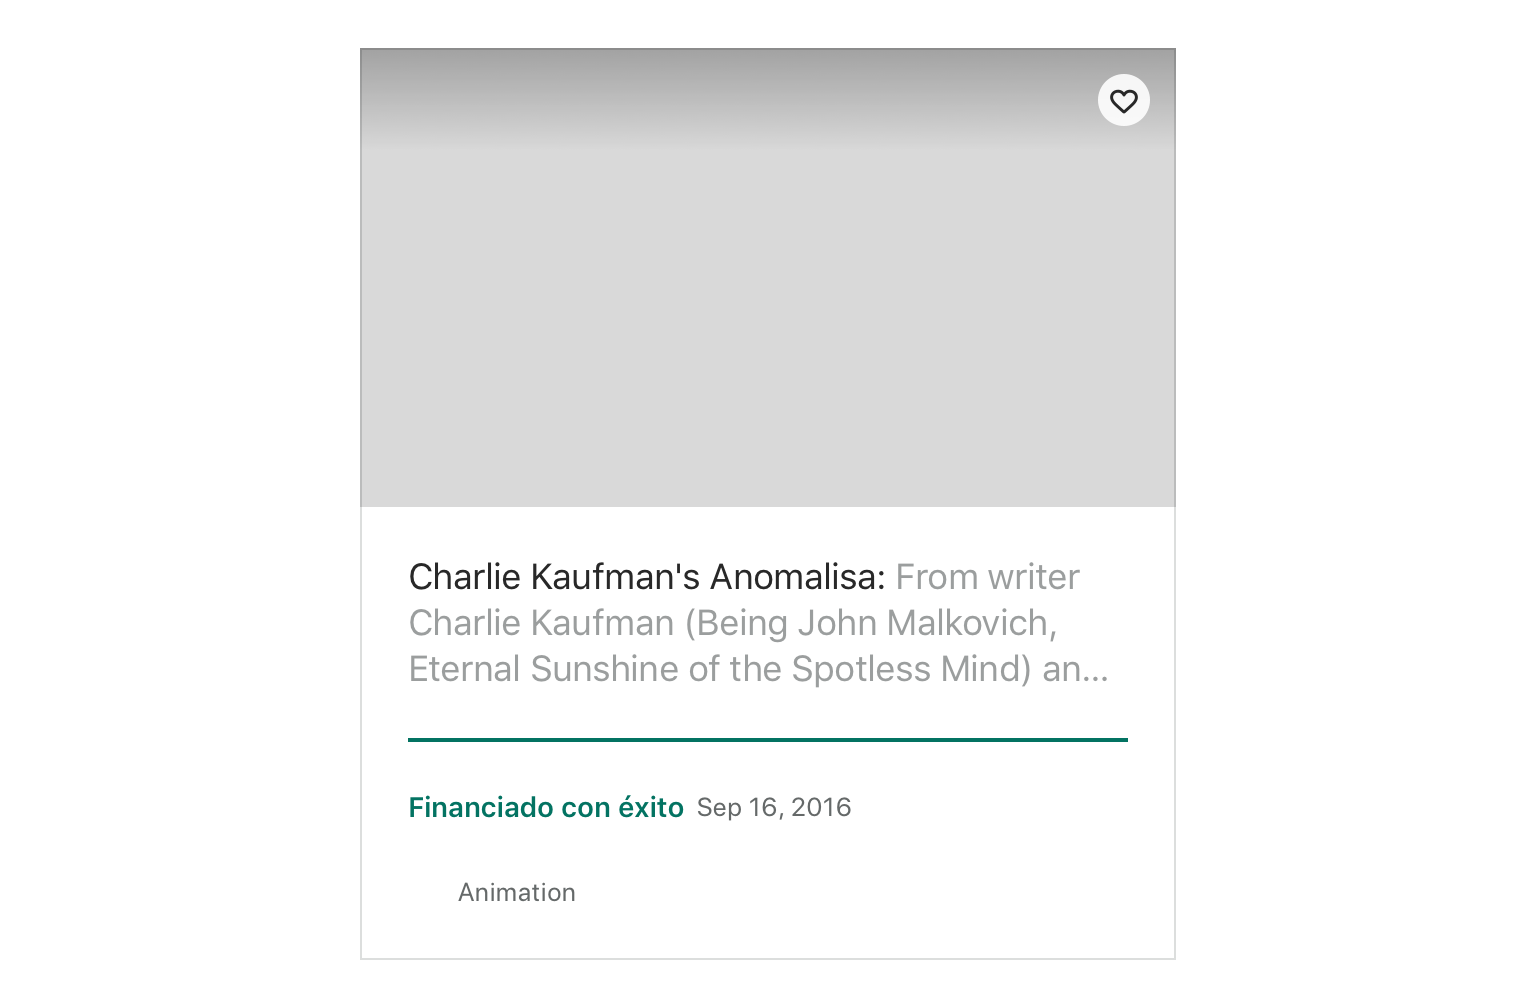 Charlie Kaufman's Anomalisa: From writer
Charlie Kaufman (Being John Malkovich,
Eternal Sunshine of the Spotless Mind) an...
Financiado con éxito Sep 16, 2016
Animation